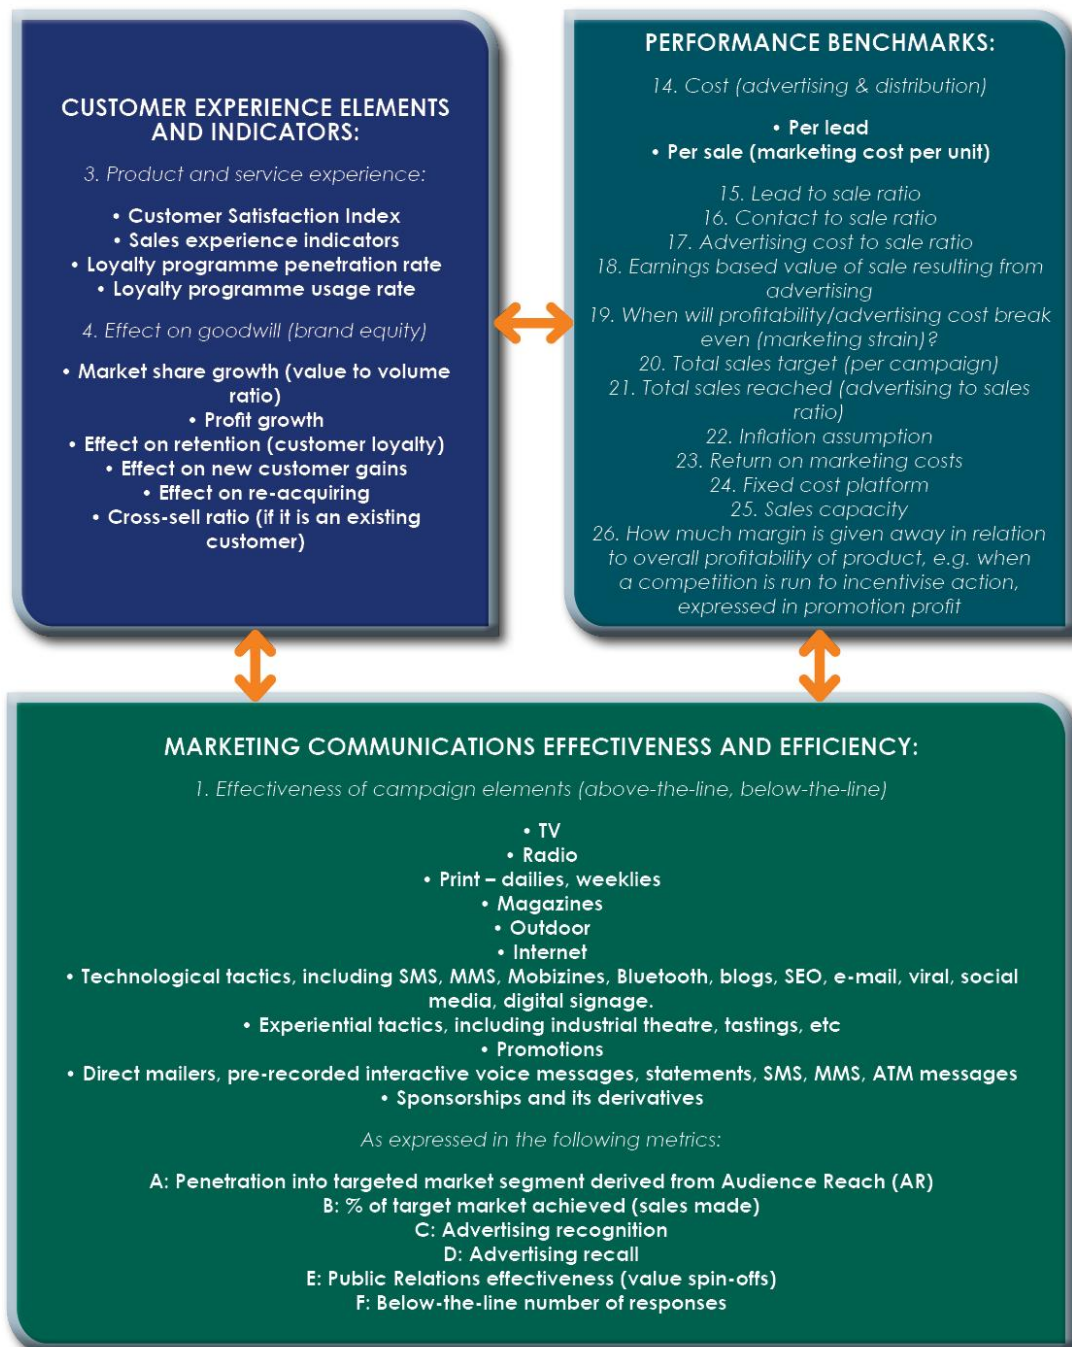 CUSTOMER EXPERIENCE ELEMENTS
AND INDICATORS:
3. Product and service experience:
• Customer Satisfaction Index
• Sales experience indicators
• Loyalty programme penetration rate
• Loyalty programme usage rate
4. Effect on goodwill (brand equity)
• Market share growth (value to volume
ratio)
• Profit growth
• Effect on retention (customer loyalty)
• Effect on new customer gains
• Effect on re-acquiring
• Cross-sell ratio (if it is an existing
customer)
PERFORMANCE BENCHMARKS:
14. Cost (advertising & distribution)
• Per lead
• Per sale (marketing cost per unit)
15. Lead to sale ratio
16. Contact to sale ratio
17. Advertising cost to sale ratio
18. Earnings based value of sale resulting from
advertising
19. When will profitability/advertising cost break
even (marketing strain)?
20. Total sales target (per campaign)
21. Total sales reached (advertising to sales
ratio)
22. Inflation assumption
23. Return on marketing costs
24. Fixed cost platform
25. Sales capacity
26. How much margin is given away in relation
to overall profitability of product, e.g. when
a competition is run to incentivise action,
expressed in promotion profit
MARKETING COMMUNICATIONS EFFECTIVENESS AND EFFICIENCY:
1. Effectiveness of campaign elements (above-the-line, below-the-line)
• TV
• Radio
• Print – dailies, weeklies
• Magazines
• Outdoor
• Internet
• Technological tactics, including SMS, MMS, Mobizines, Bluetooth, blogs, SEO, e-mail, viral, social
media, digital signage.
• Experiential tactics, including industrial theatre, tastings, etc
• Promotions
• Direct mailers, pre-recorded interactive voice messages, statements, SMS, MMS, ATM messages
• Sponsorships and its derivatives
As expressed in the following metrics:
A: Penetration into targeted market segment derived from Audience Reach (AR)
B: % of target market achieved (sales made)
C: Advertising recognition
D: Advertising recall
E: Public Relations effectiveness (value spin-offs)
F: Below-the-line number of responses